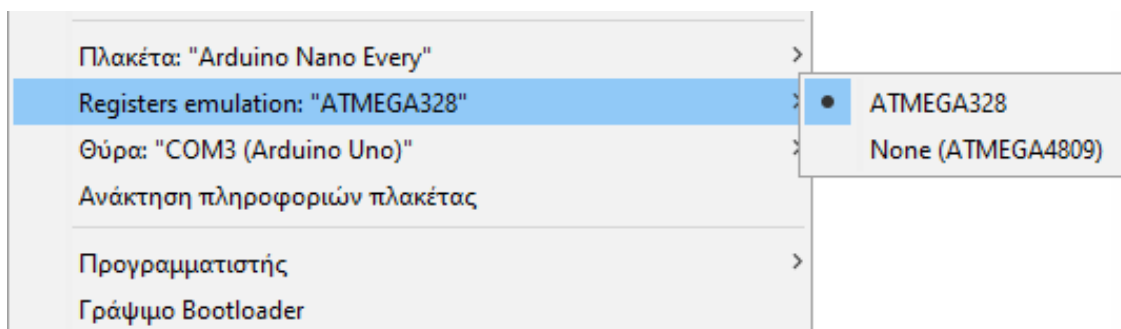 Πλακέτα: "Arduino Nano Every"
Registers emulation: "ATMEGA328"
ATMEGA328
Θύρα: "COM3 (Arduino Uno)"
None (ATMEGA4809)
Ανάκτηση πληροφοριών πλακέτας
Προγραμματιστής
Γράψιμο Bootloader